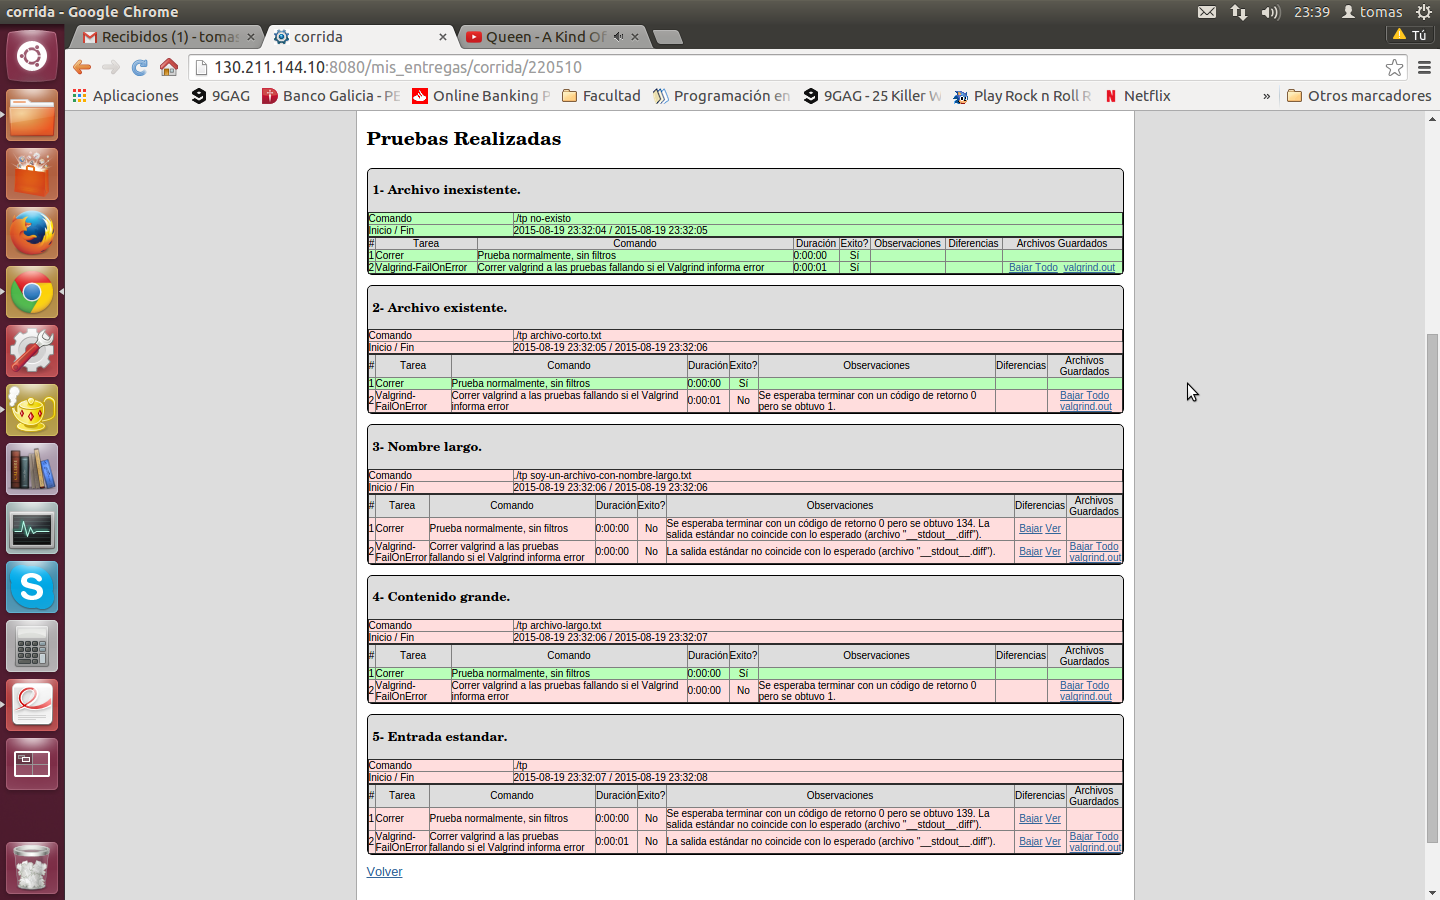 corrida - Google Chrome
23:39 tomas
Recibidos (1) - tomas
corrida
Queen - A Kind Of
Tú
130.211.144.10:8080/mis_entregas/corrida/220510
Aplicaciones 9GAG Banco Galicia - PE Online Banking P Facultad Programación en 9GAG - 25 Killer W Play Rock n Roll R Netflix » Otros marcadores
Pruebas Realizadas
1- Archivo inexistente.
Comando ./tp no-existo
Inicio / Fin 2015-08-19 23:32:04 / 2015-08-19 23:32:05
# Tarea Comando Duración Exito? Observaciones Diferencias Archivos Guardados
1 Correr Prueba normalmente, sin filtros 0:00:00 Sí
2 Valgrind-FailOnError Correr valgrind a las pruebas fallando si el Valgrind informa error 0:00:01 Sí Bajar Todo valgrind.out
2- Archivo existente.
Comando ./tp archivo-corto.txt
Inicio / Fin 2015-08-19 23:32:05 / 2015-08-19 23:32:06
# Tarea Comando Duración Exito? Observaciones Diferencias Archivos Guardados
1 Correr Prueba normalmente, sin filtros 0:00:00 Sí
2 Valgrind-FailOnError Correr valgrind a las pruebas fallando si el Valgrind informa error 0:00:01 No Se esperaba terminar con un código de retorno 0 pero se obtuvo 1. Bajar Todo valgrind.out
3- Nombre largo.
Comando ./tp soy-un-archivo-con-nombre-largo.txt
Inicio / Fin 2015-08-19 23:32:06 / 2015-08-19 23:32:06
# Tarea Comando Duración Exito? Observaciones Diferencias Archivos Guardados
1 Correr Prueba normalmente, sin filtros 0:00:00 No Se esperaba terminar con un código de retorno 0 pero se obtuvo 134. La salida estándar no coincide con lo esperado (archivo "__stdout__.diff"). Bajar Ver
2 Valgrind-FailOnError Correr valgrind a las pruebas fallando si el Valgrind informa error 0:00:00 No La salida estándar no coincide con lo esperado (archivo "__stdout__.diff"). Bajar Ver Bajar Todo valgrind.out
4- Contenido grande.
Comando ./tp archivo-largo.txt
Inicio / Fin 2015-08-19 23:32:06 / 2015-08-19 23:32:07
# Tarea Comando Duración Exito? Observaciones Diferencias Archivos Guardados
1 Correr Prueba normalmente, sin filtros 0:00:00 Sí
2 Valgrind-FailOnError Correr valgrind a las pruebas fallando si el Valgrind informa error 0:00:00 No Se esperaba terminar con un código de retorno 0 pero se obtuvo 1. Bajar Todo valgrind.out
5- Entrada estandar.
Comando ./tp
Inicio / Fin 2015-08-19 23:32:07 / 2015-08-19 23:32:08
# Tarea Comando Duración Exito? Observaciones Diferencias Archivos Guardados
1 Correr Prueba normalmente, sin filtros 0:00:00 No Se esperaba terminar con un código de retorno 0 pero se obtuvo 139. La salida estándar no coincide con lo esperado (archivo "__stdout__.diff"). Bajar Ver
2 Valgrind-FailOnError Correr valgrind a las pruebas fallando si el Valgrind informa error 0:00:01 No La salida estándar no coincide con lo esperado (archivo "__stdout__.diff"). Bajar Ver Bajar Todo valgrind.out
Volver